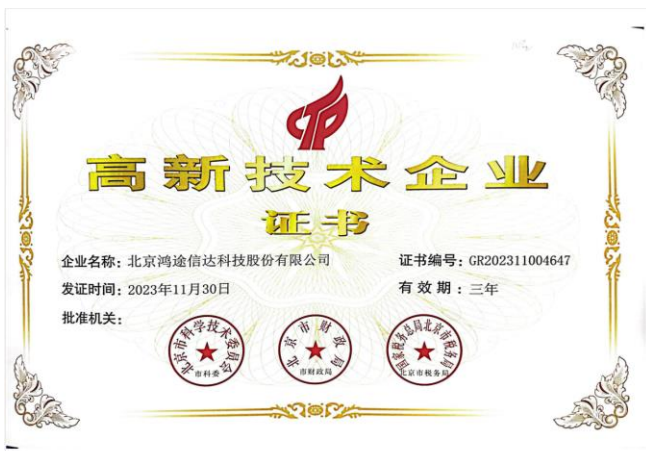 高新技术企业
证书
企业名称：北京鸿途信达科技股份有限公司
证书编号：GR202311004647
发证时间：2023年11月30日
有 效 期：三年
批准机关：
北京市科学技术委员会
市科委
北京市财政局
市财政局
国家税务总局北京市税务局
北京市税务局